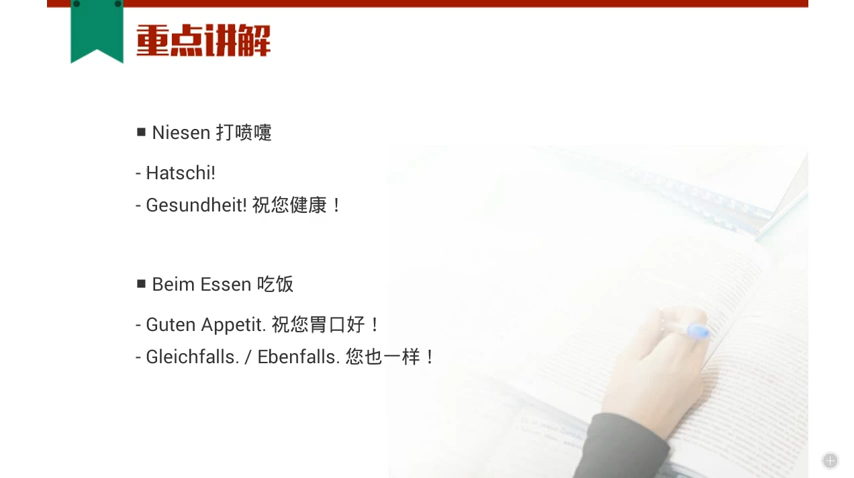 重点讲解
▪ Niesen 打喷嚏
- Hatschi!
- Gesundheit! 祝您健康！
▪ Beim Essen 吃饭
- Guten Appetit. 祝您胃口好！
- Gleichfalls. / Ebenfalls. 您也一样！